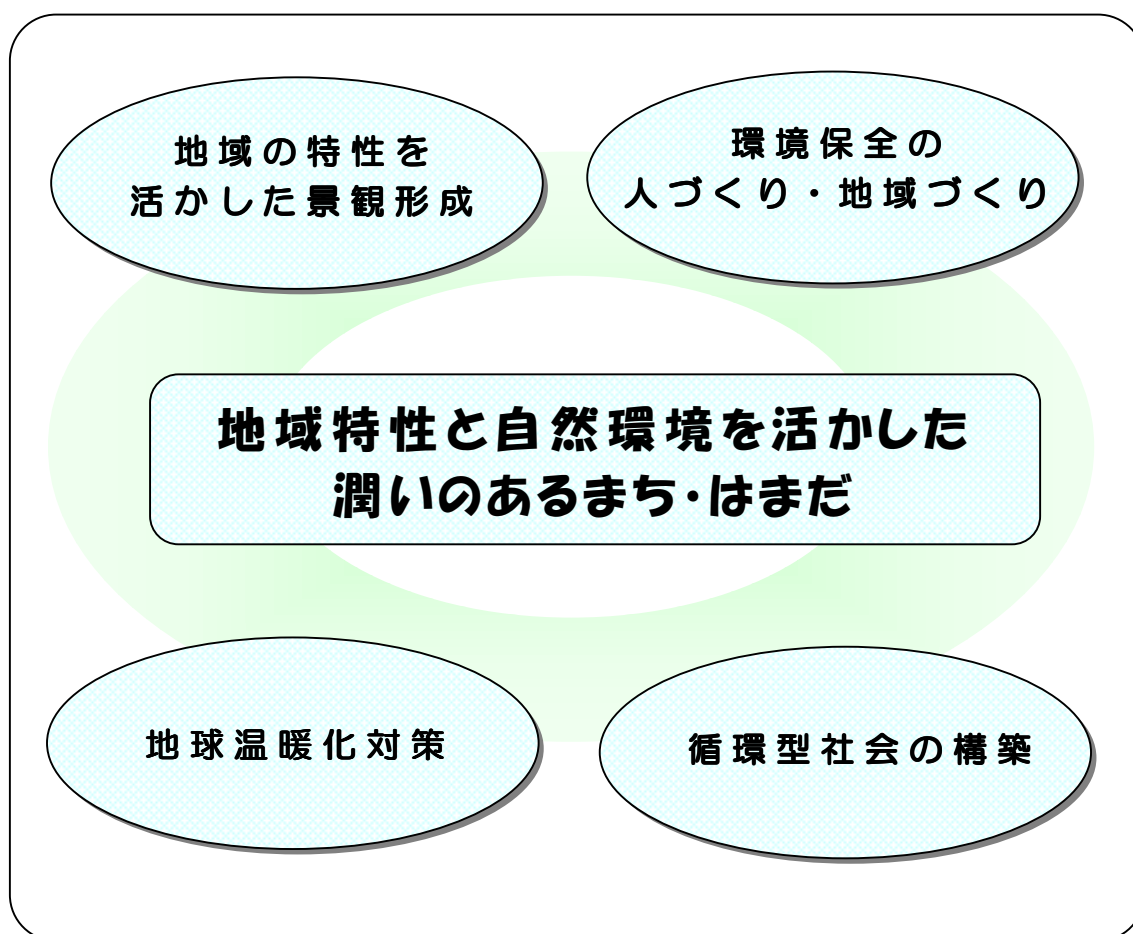 地域の特性を
活かした景観形成
環境保全の
人づくり・地域づくり
地域特性と自然環境を活かした
潤いのあるまち・はまだ
地球温暖化対策
循環型社会の構築